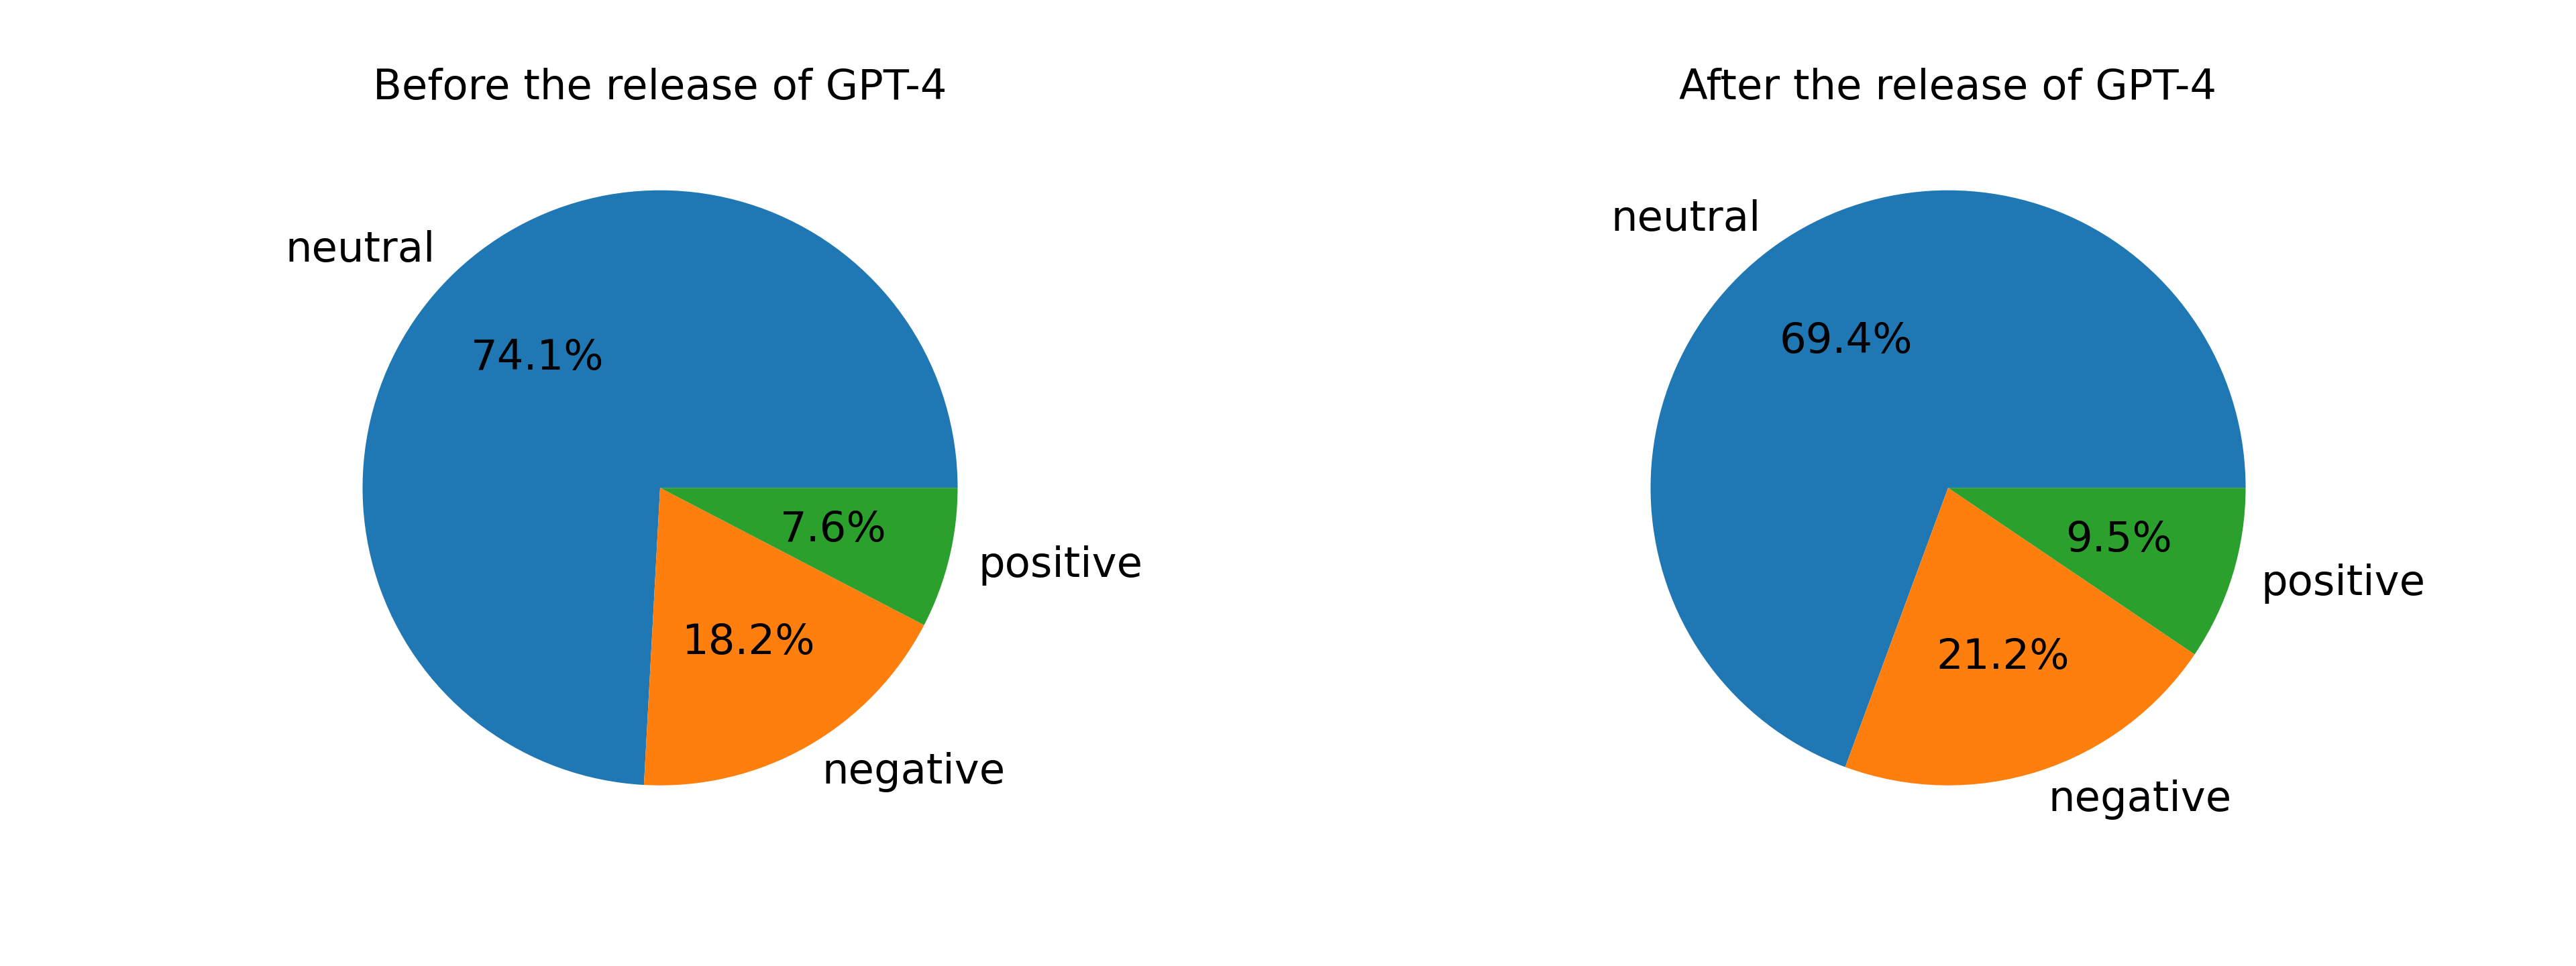 Before the release of GPT-4
neutral
74.1%
7.6%
positive
18.2%
negative
After the release of GPT-4
neutral
69.4%
9.5%
positive
21.2%
negative